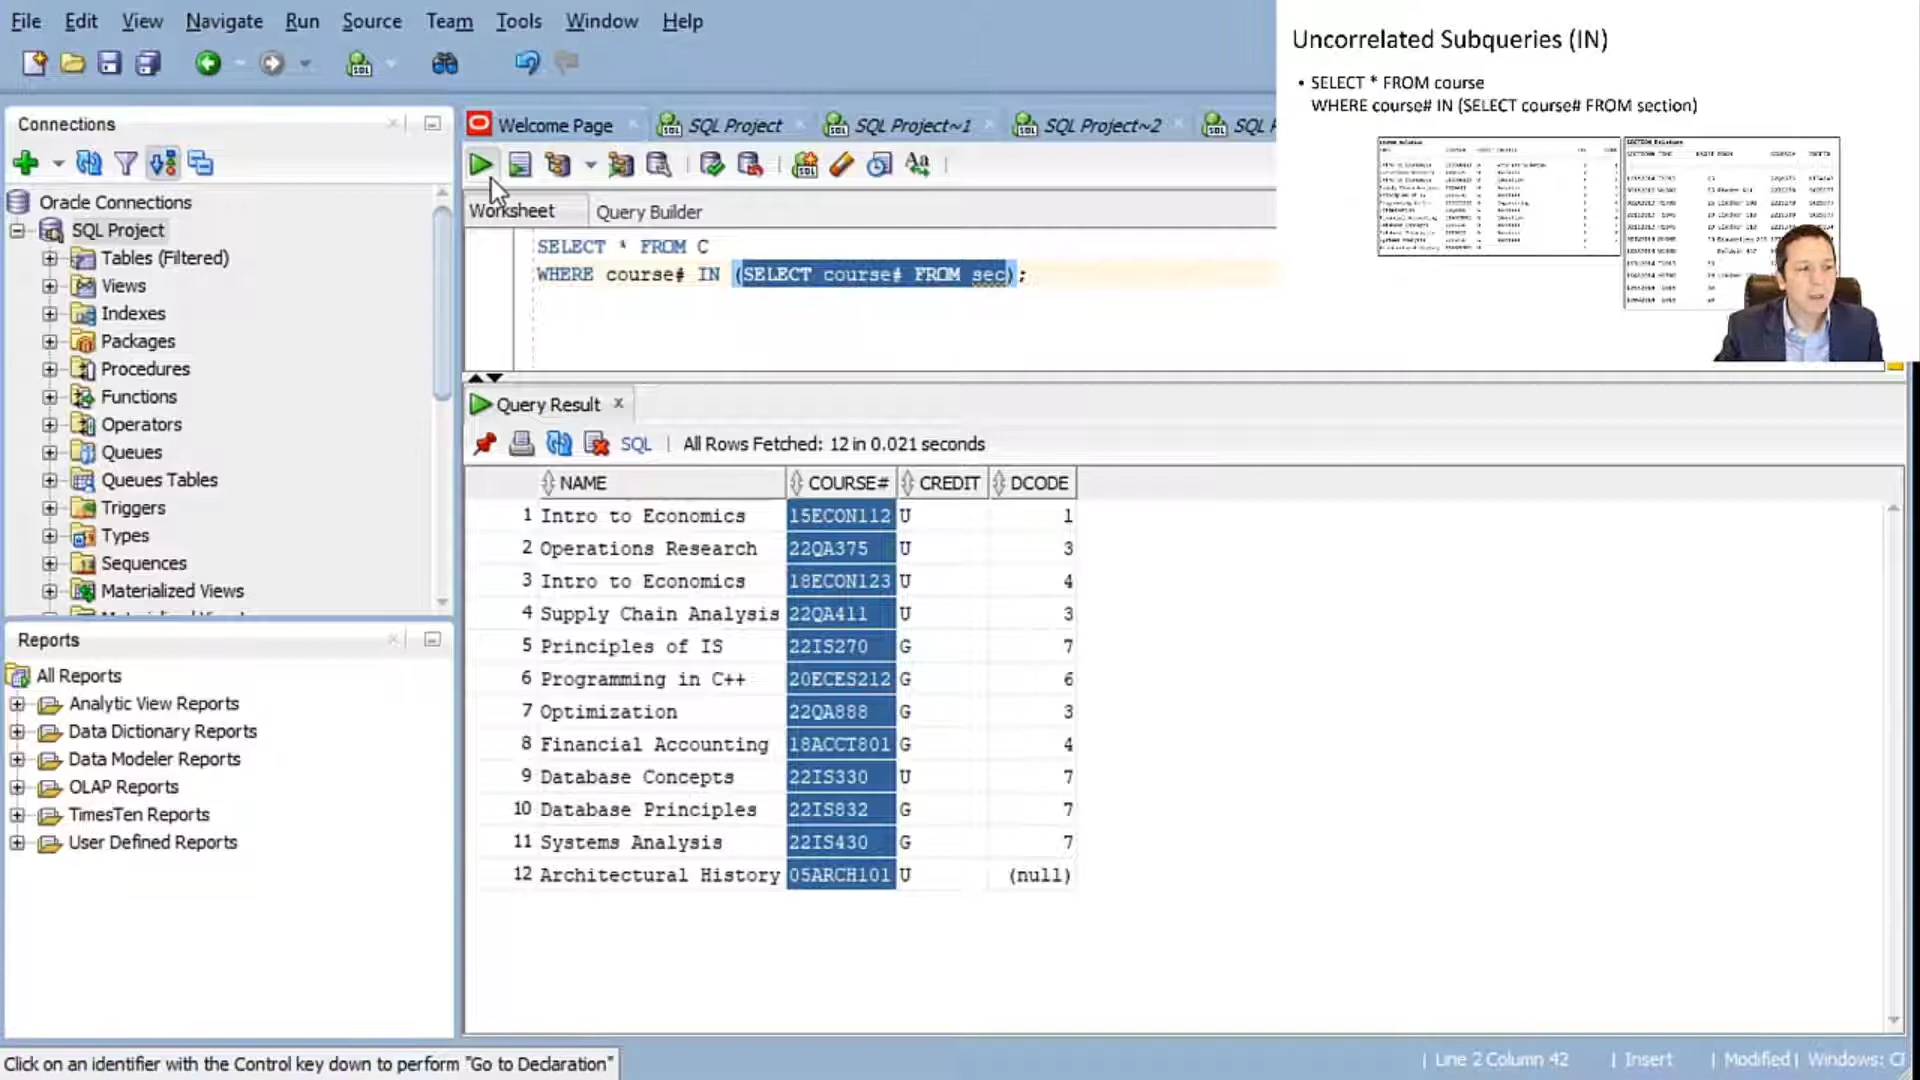 File Edit View Navigate Run Source Team Tools Window Help
Uncorrelated Subqueries (IN)
• SELECT * FROM course
WHERE course# IN (SELECT course# FROM section)
Connections
Welcome Page
SQL Project
SQL Project~1
SQL Project~2
SQL F
Worksheet
Query Builder
Oracle Connections
SQL Project
Tables (Filtered)
Views
Indexes
Packages
Procedures
Functions
Operators
Queues
Queues Tables
Triggers
Types
Sequences
Materialized Views
SELECT * FROM C
WHERE course# IN (SELECT course# FROM sec);
Query Result
SQL | All Rows Fetched: 12 in 0.021 seconds
NAME COURSE# CREDIT DCODE
1 Intro to Economics 15ECON112 U 1
2 Operations Research 22QA375 U 3
3 Intro to Economics 18ECON123 U 4
4 Supply Chain Analysis 22QA411 U 3
5 Principles of IS 22IS270 G 7
6 Programming in C++ 20ECES212 G 6
7 Optimization 22QA888 G 3
8 Financial Accounting 18ACCT801 G 4
9 Database Concepts 22IS330 U 7
10 Database Principles 22IS832 G 7
11 Systems Analysis 22IS430 G 7
12 Architectural History 05ARCH101 U (null)
Reports
All Reports
Analytic View Reports
Data Dictionary Reports
Data Modeler Reports
OLAP Reports
TimesTen Reports
User Defined Reports
Click on an identifier with the Control key down to perform "Go to Declaration"
| Line 2 Column 42 | Insert | Modified | Windows: C